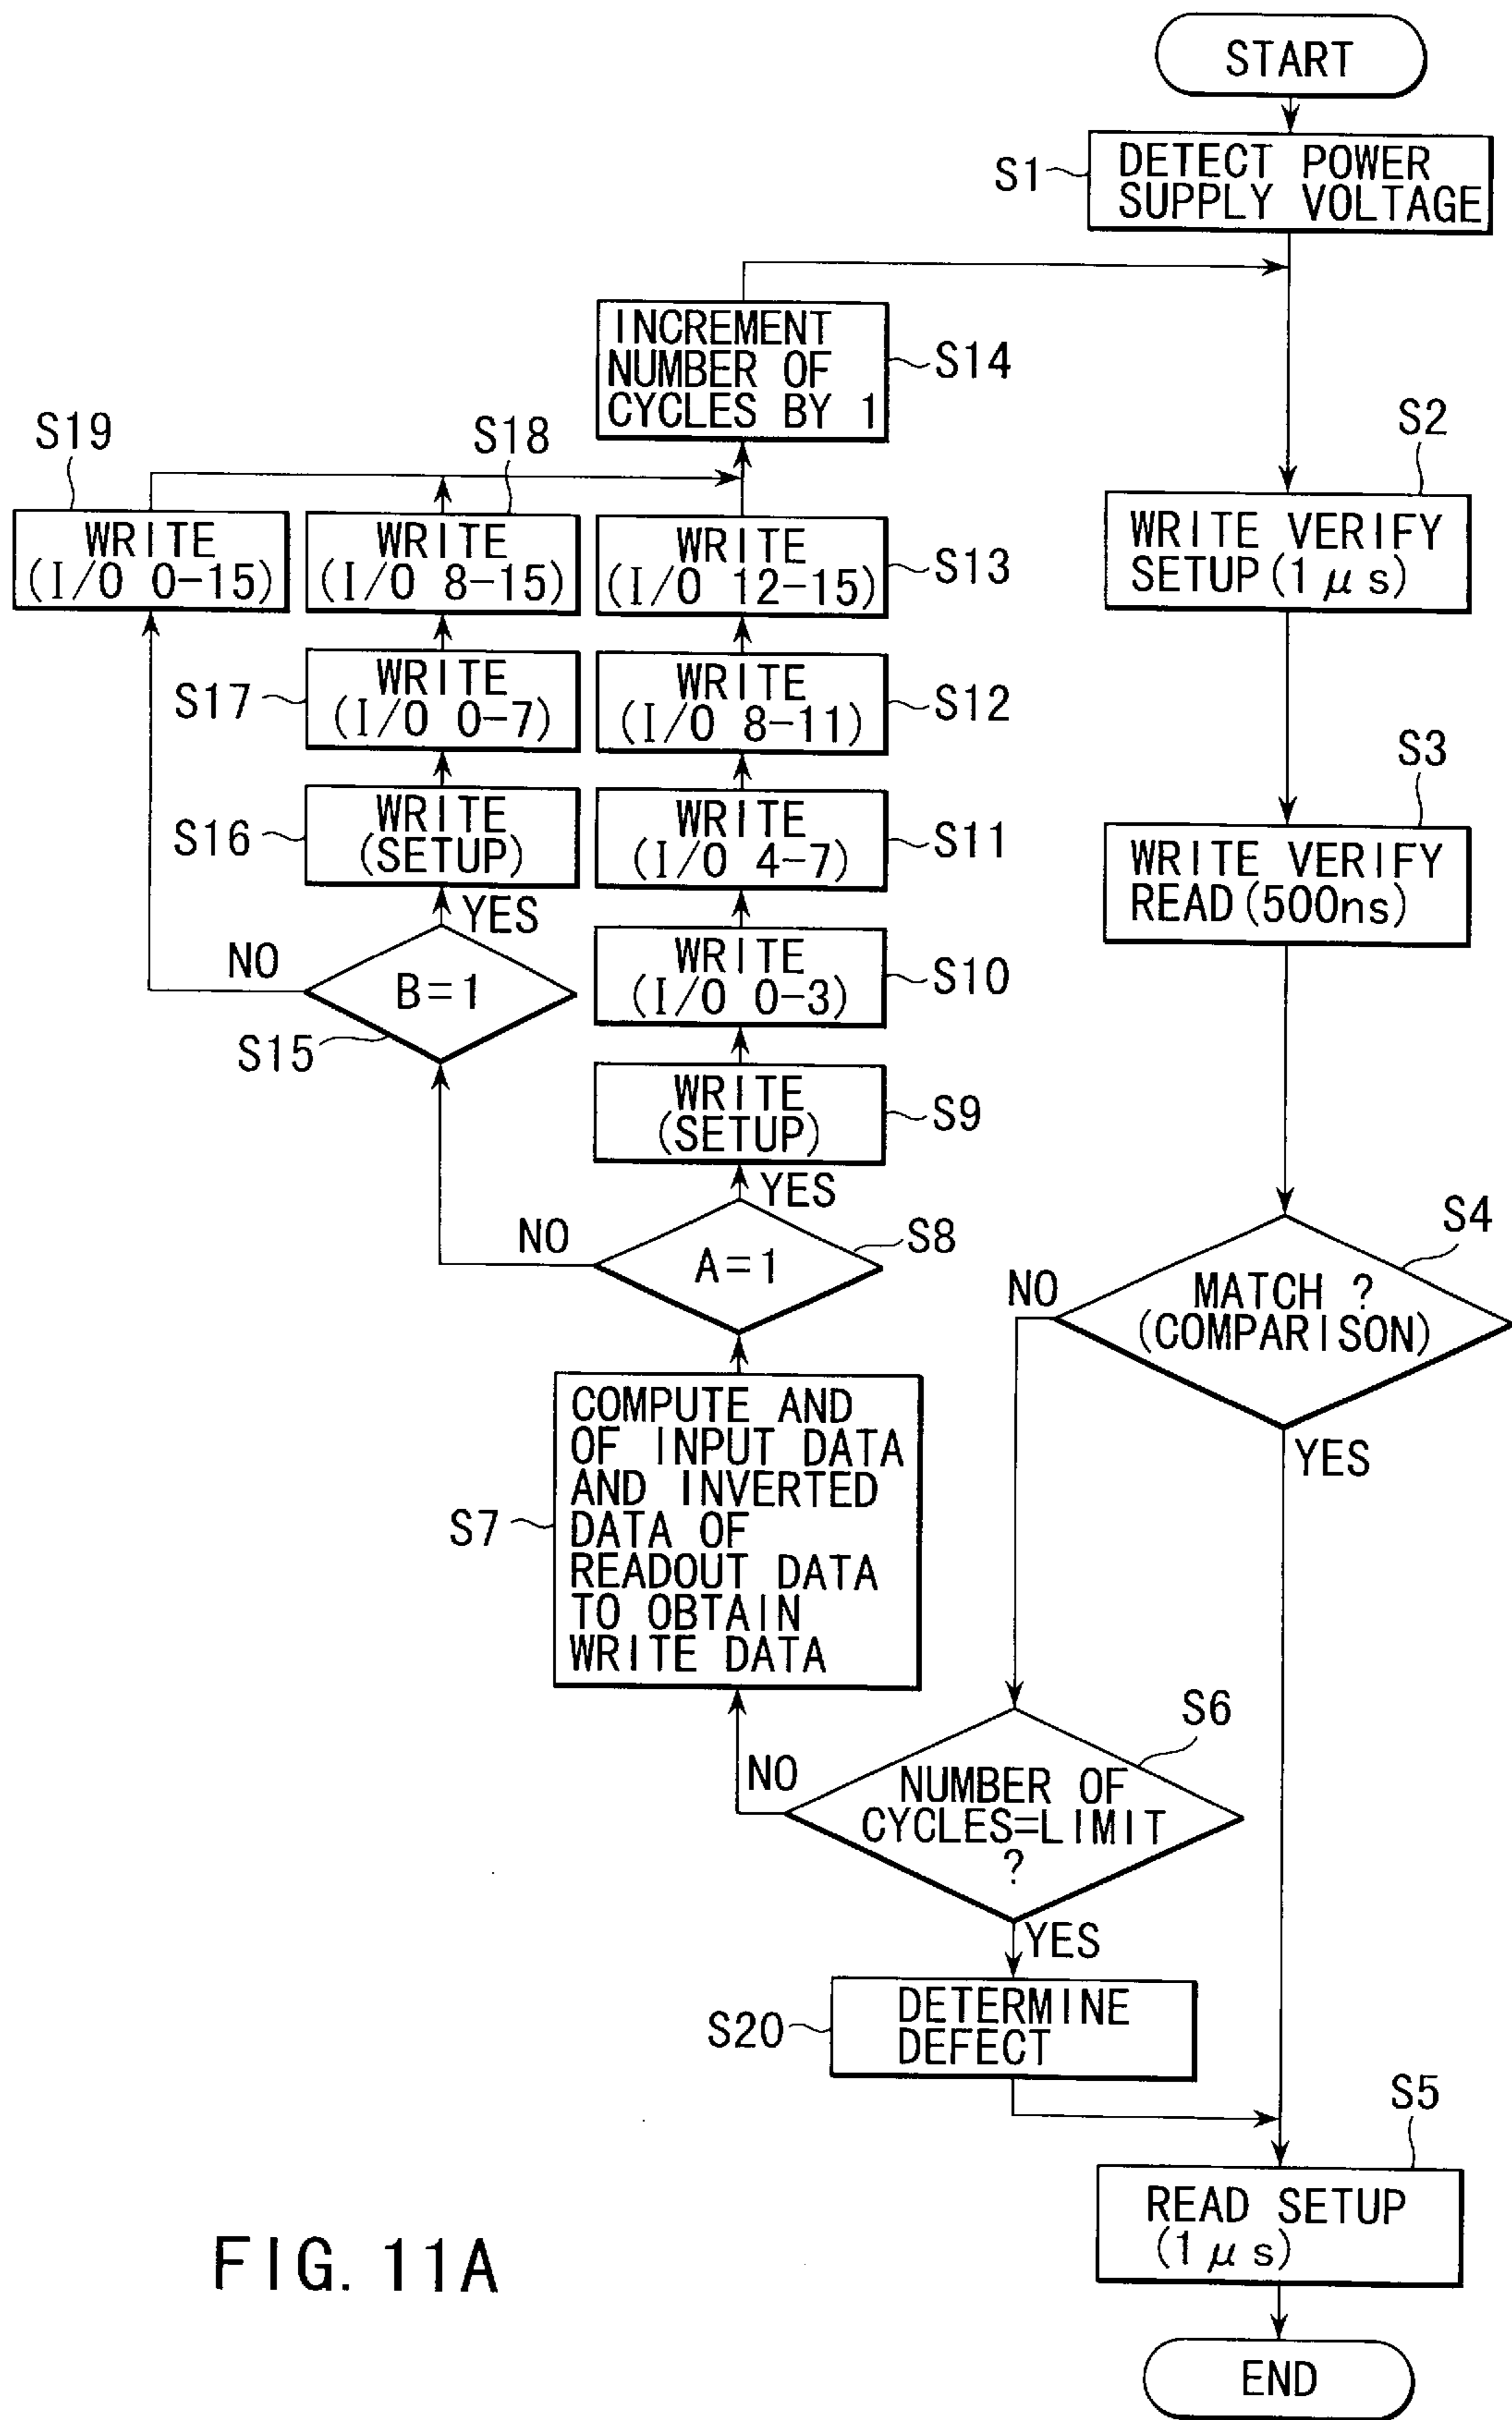 START
S1
DETECT POWER
SUPPLY VOLTAGE
INCREMENT
NUMBER OF
CYCLES BY 1
S14
S19
S18
S2
WRITE
(I/O 0-15)
WRITE
(I/O 8-15)
WRITE
(I/O 12-15)
S13
WRITE VERIFY
SETUP (1 μs)
S17
WRITE
(I/O 0-7)
WRITE
(I/O 8-11)
S12
S3
S16
WRITE
(SETUP)
WRITE
(I/O 4-7)
S11
WRITE VERIFY
READ (500ns)
YES
NO
B=1
S15
WRITE
(I/O 0-3)
S10
WRITE
(SETUP)
S9
YES
NO
A=1
S8
S4
NO
MATCH ?
(COMPARISON)
YES
S7
COMPUTE AND
OF INPUT DATA
AND INVERTED
DATA OF
READOUT DATA
TO OBTAIN
WRITE DATA
S6
NO
NUMBER OF
CYCLES=LIMIT
?
YES
S20
DETERMINE
DEFECT
S5
READ SETUP
(1 μs)
END
FIG. 11A